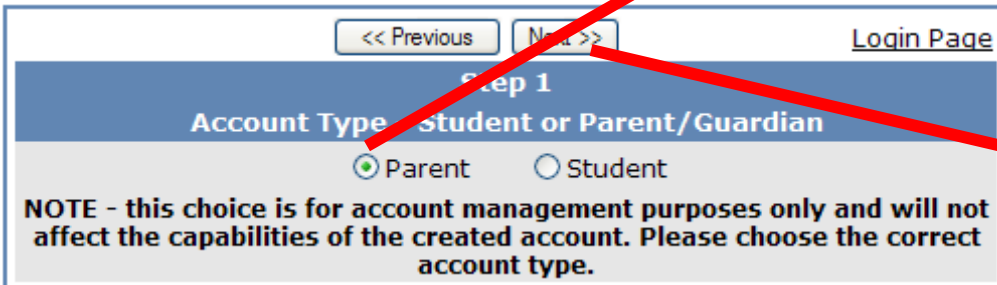 << Previous Next >> Login Page
Step 1
Account Type - Student or Parent/Guardian
Parent Student
NOTE - this choice is for account management purposes only and will not
affect the capabilities of the created account. Please choose the correct
account type.